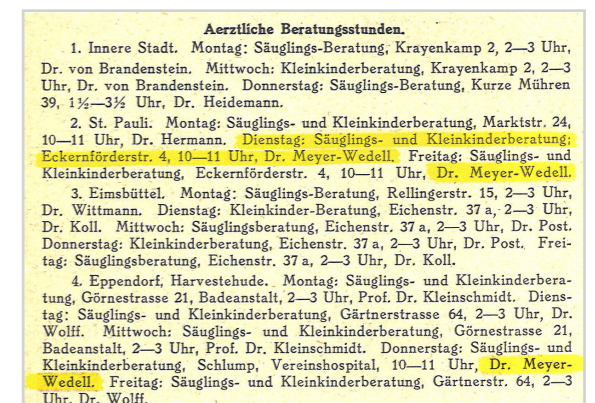 Aerztliche Beratungsstunden.
1. Innere Stadt. Montag: Säuglings-Beratung, Krayenkamp 2, 2—3 Uhr,
Dr. von Brandenstein. Mittwoch: Kleinkinderberatung, Krayenkamp 2, 2—3
Uhr, Dr. von Brandenstein. Donnerstag: Säuglings-Beratung, Kurze Mühren
39, 1½—3½ Uhr, Dr. Heidemann.
2. St. Pauli. Montag: Säuglings- und Kleinkinderberatung, Marktstr. 24,
10—11 Uhr, Dr. Hermann. Dienstag: Säuglings- und Kleinkinderberatung;
Eckernförderstr. 4, 10—11 Uhr, Dr. Meyer-Wedell. Freitag: Säuglings- und
Kleinkinderberatung, Eckernförderstr. 4, 10—11 Uhr, Dr. Meyer-Wedell.
3. Eimsbüttel. Montag: Säuglings-Beratung, Rellingerstr. 15, 2—3 Uhr,
Dr. Wittmann. Dienstag: Kleinkinder-Beratung, Eichenstr. 37 a, 2—3 Uhr,
Dr. Koll. Mittwoch: Säuglingsberatung, Eichenstr. 37 a, 2—3 Uhr, Dr. Post.
Donnerstag: Kleinkinderberatung, Eichenstr. 37 a, 2—3 Uhr, Dr. Post. Frei-
tag: Säuglingsberatung, Eichenstr. 37 a, 2—3 Uhr, Dr. Koll.
4. Eppendorf, Harvestehude. Montag: Säuglings- und Kleinkinderbera-
tung, Görnestrasse 21, Badeanstalt, 2—3 Uhr, Prof. Dr. Kleinschmidt. Diens-
tag: Säuglings- und Kleinkinderberatung, Gärtnerstrasse 64, 2—3 Uhr, Dr.
Wolff. Mittwoch: Säuglings- und Kleinkinderberatung, Görnestrasse 21,
Badeanstalt, 2—3 Uhr, Prof. Dr. Kleinschmidt. Donnerstag: Säuglings- und
Kleinkinderberatung, Schlump, Vereinshospital, 10—11 Uhr, Dr. Meyer-
Wedell. Freitag: Säuglings- und Kleinkinderberatung, Gärtnerstr. 64, 2—3
Uhr, Dr. Wolff.